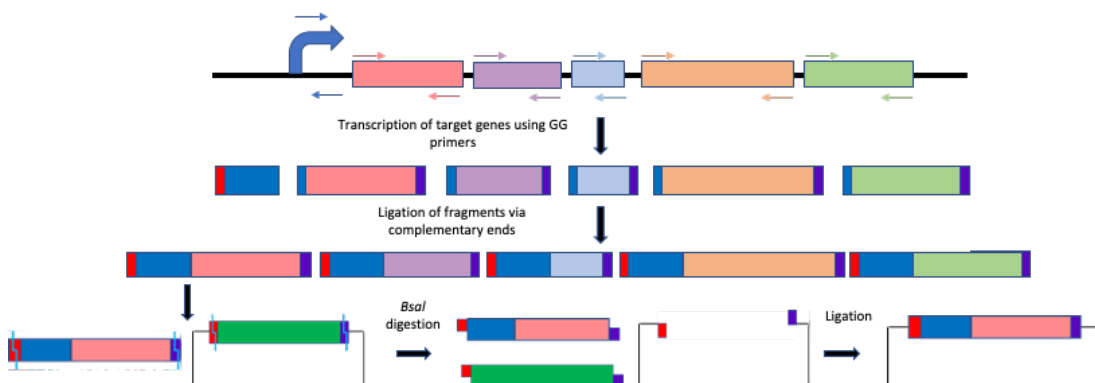 Transcription of target genes using GG
primers
Ligation of fragments via
complementary ends
BsaI
digestion
Ligation